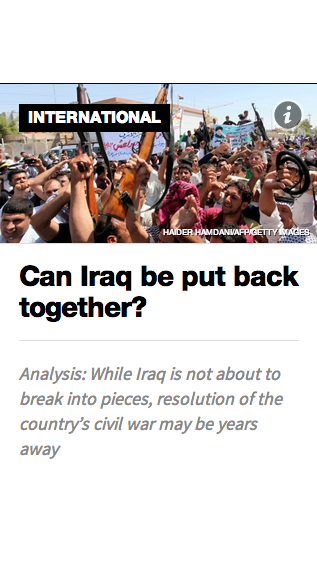 INTERNATIONAL
HAIDER HAMDANI/AFP/GETTY IMAGES
Can Iraq be put back
together?
Analysis: While Iraq is not about to
break into pieces, resolution of the
country’s civil war may be years
away